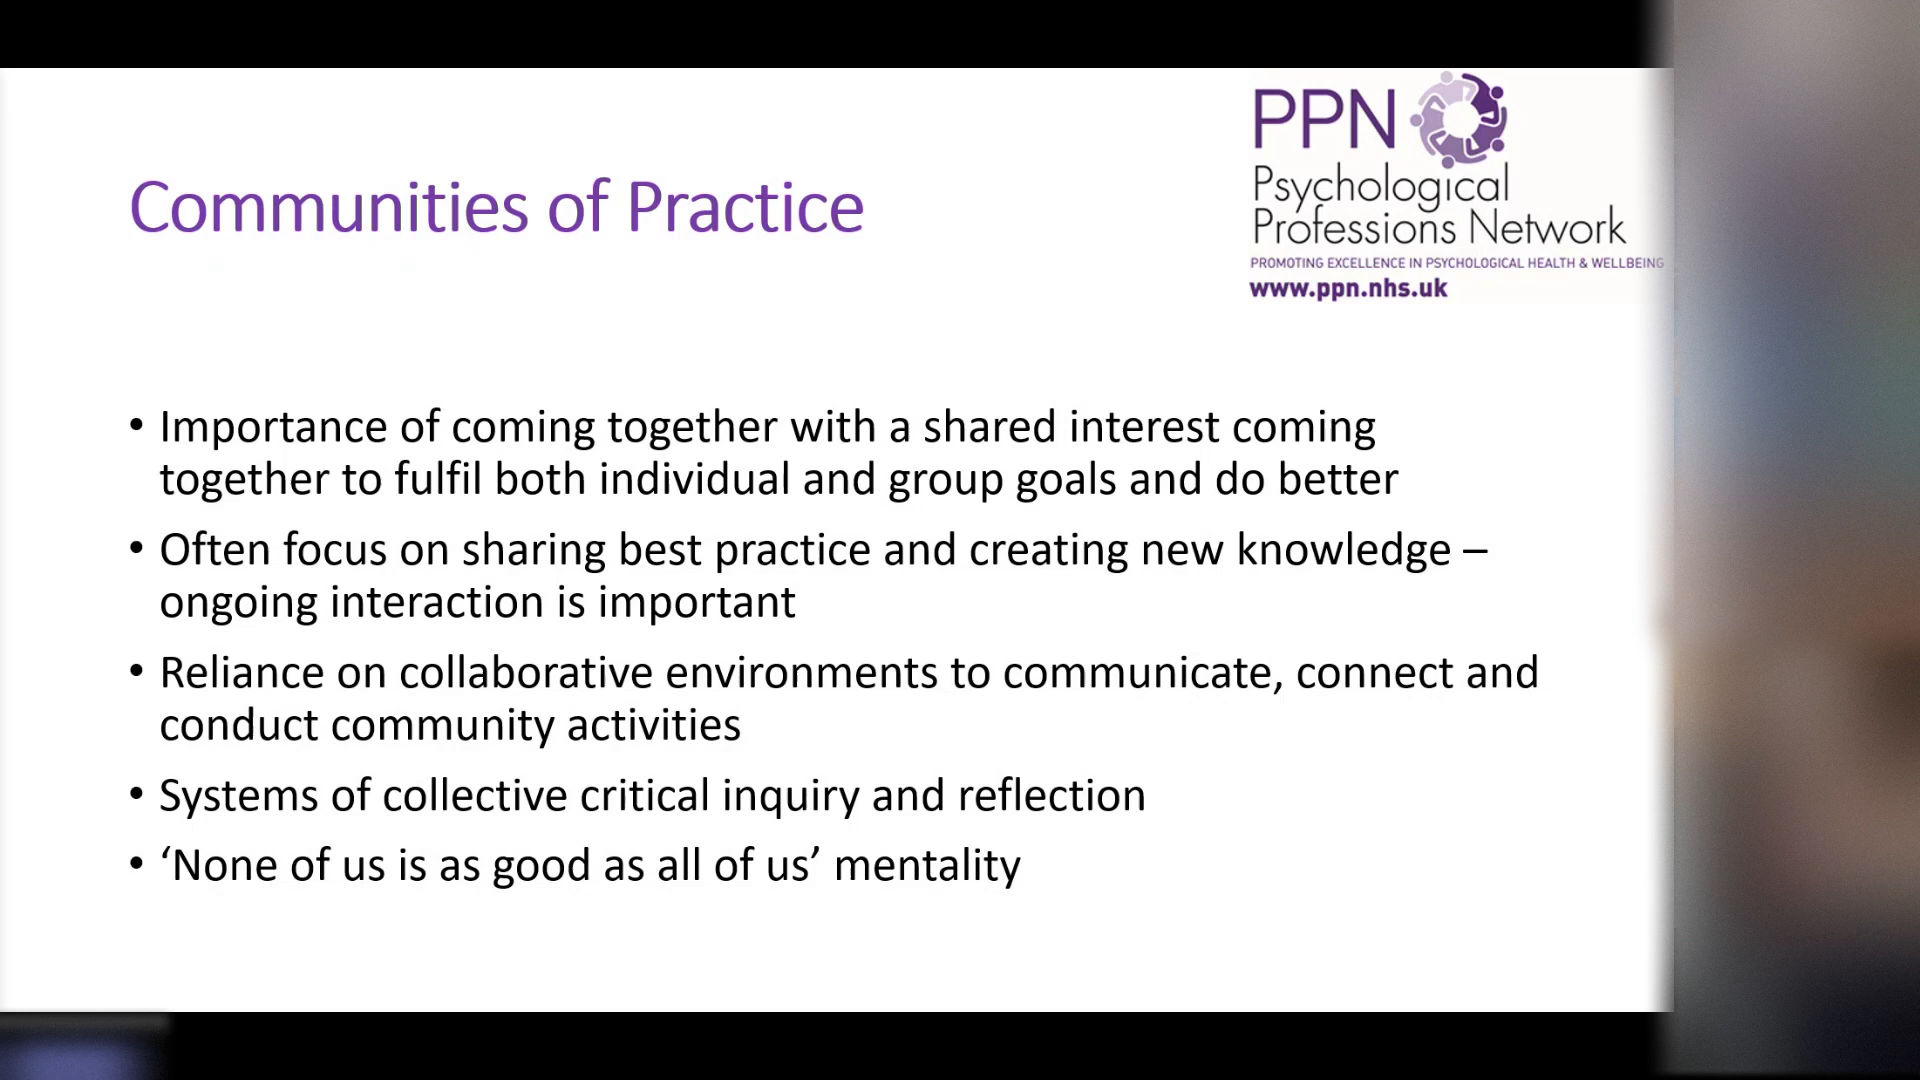 PPN
Psychological
Professions Network
PROMOTING EXCELLENCE IN PSYCHOLOGICAL HEALTH & WELLBEING
www.ppn.nhs.uk
Communities of Practice
• Importance of coming together with a shared interest coming
together to fulfil both individual and group goals and do better
• Often focus on sharing best practice and creating new knowledge –
ongoing interaction is important
• Reliance on collaborative environments to communicate, connect and
conduct community activities
• Systems of collective critical inquiry and reflection
• ‘None of us is as good as all of us’ mentality